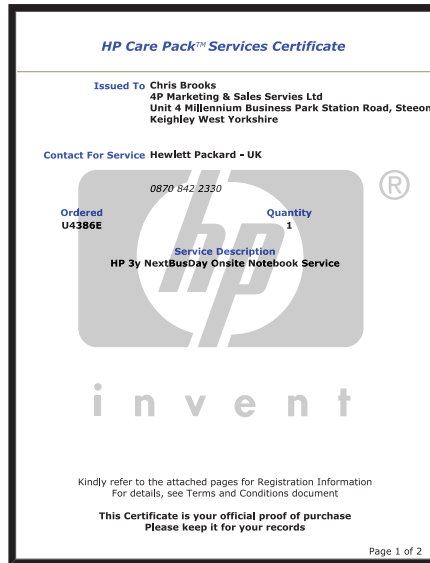 HP Care Pack™ Services Certificate
Issued To Chris Brooks
4P Marketing & Sales Servies Ltd
Unit 4 Millennium Business Park Station Road, Steeon
Keighley West Yorkshire
Contact For Service Hewlett Packard - UK
0870 842 2330
Ordered Quantity
U4386E 1
Service Description
HP 3y NextBusDay Onsite Notebook Service
hp ®
invent
Kindly refer to the attached pages for Registration Information
For details, see Terms and Conditions document
This Certificate is your official proof of purchase
Please keep it for your records
Page 1 of 2